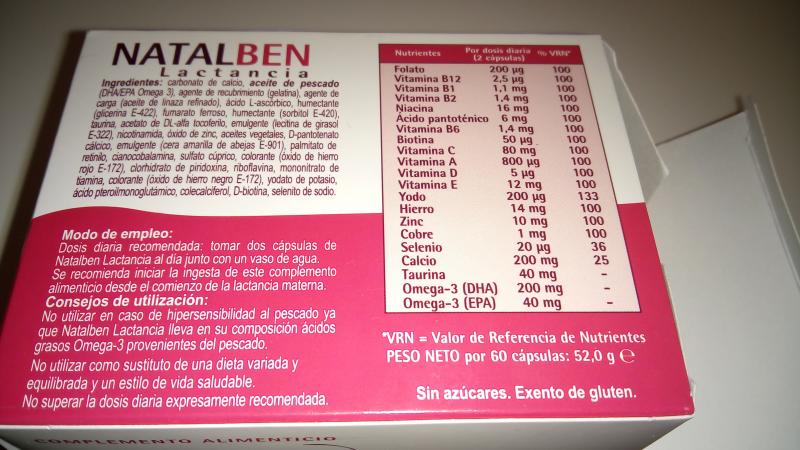 NATALBEN
Lactancia
Ingredientes: carbonato de calcio, aceite de pescado
(DHA/EPA Omega 3), agente de recubrimiento (gelatina), agente de
carga (aceite de linaza refinado), ácido L-ascórbico, humectante
(glicerina E-422), fumarato ferroso, humectante (sorbitol E-420),
taurina, acetato de DL-alfa tocoferilo, emulgente (lecitina de girasol
E-322), nicotinamida, óxido de zinc, aceites vegetales, D-pantotenato
cálcico, emulgente (cera amarilla de abejas E-901), palmitato de
retinilo, cianocobalamina, sulfato cúprico, colorante (óxido de hierro
rojo E-172), clorhidrato de piridoxina, riboflavina, mononitrato de
tiamina, colorante (óxido de hierro negro E-172), yodato de potasio,
ácido pteroilmonoglutámico, colecalciferol, D-biotina, selenito de sodio.
Modo de empleo:
Dosis diaria recomendada: tomar dos cápsulas de
Natalben Lactancia al día junto con un vaso de agua.
Se recomienda iniciar la ingesta de este complemento
alimenticio desde el comienzo de la lactancia materna.
Consejos de utilización:
No utilizar en caso de hipersensibilidad al pescado ya
que Natalben Lactancia lleva en su composición ácidos
grasos Omega-3 provenientes del pescado.
No utilizar como sustituto de una dieta variada y
equilibrada y un estilo de vida saludable.
No superar la dosis diaria expresamente recomendada.
Nutrientes Por dosis diaria (2 cápsulas) % VRN*
Folato 200 µg 100
Vitamina B12 2,5 µg 100
Vitamina B1 1,1 mg 100
Vitamina B2 1,4 mg 100
Niacina 16 mg 100
Ácido pantoténico 6 mg 100
Vitamina B6 1,4 mg 100
Biotina 50 µg 100
Vitamina C 80 mg 100
Vitamina A 800 µg 100
Vitamina D 5 µg 100
Vitamina E 12 mg 100
Yodo 200 µg 133
Hierro 14 mg 100
Zinc 10 mg 100
Cobre 1 mg 100
Selenio 20 µg 36
Calcio 200 mg 25
Taurina 40 mg -
Omega-3 (DHA) 200 mg -
Omega-3 (EPA) 40 mg -
*VRN = Valor de Referencia de Nutrientes
PESO NETO por 60 cápsulas: 52,0 g ℮
Sin azúcares. Exento de gluten.
COMPLEMENTO ALIMENTICIO